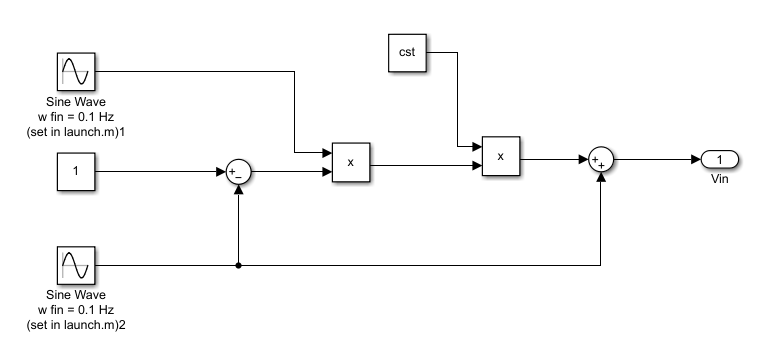 cst
Sine Wave
w fin = 0.1 Hz
(set in launch.m)1
x
x
+
+
1
Vin
1
+
−
Sine Wave
w fin = 0.1 Hz
(set in launch.m)2